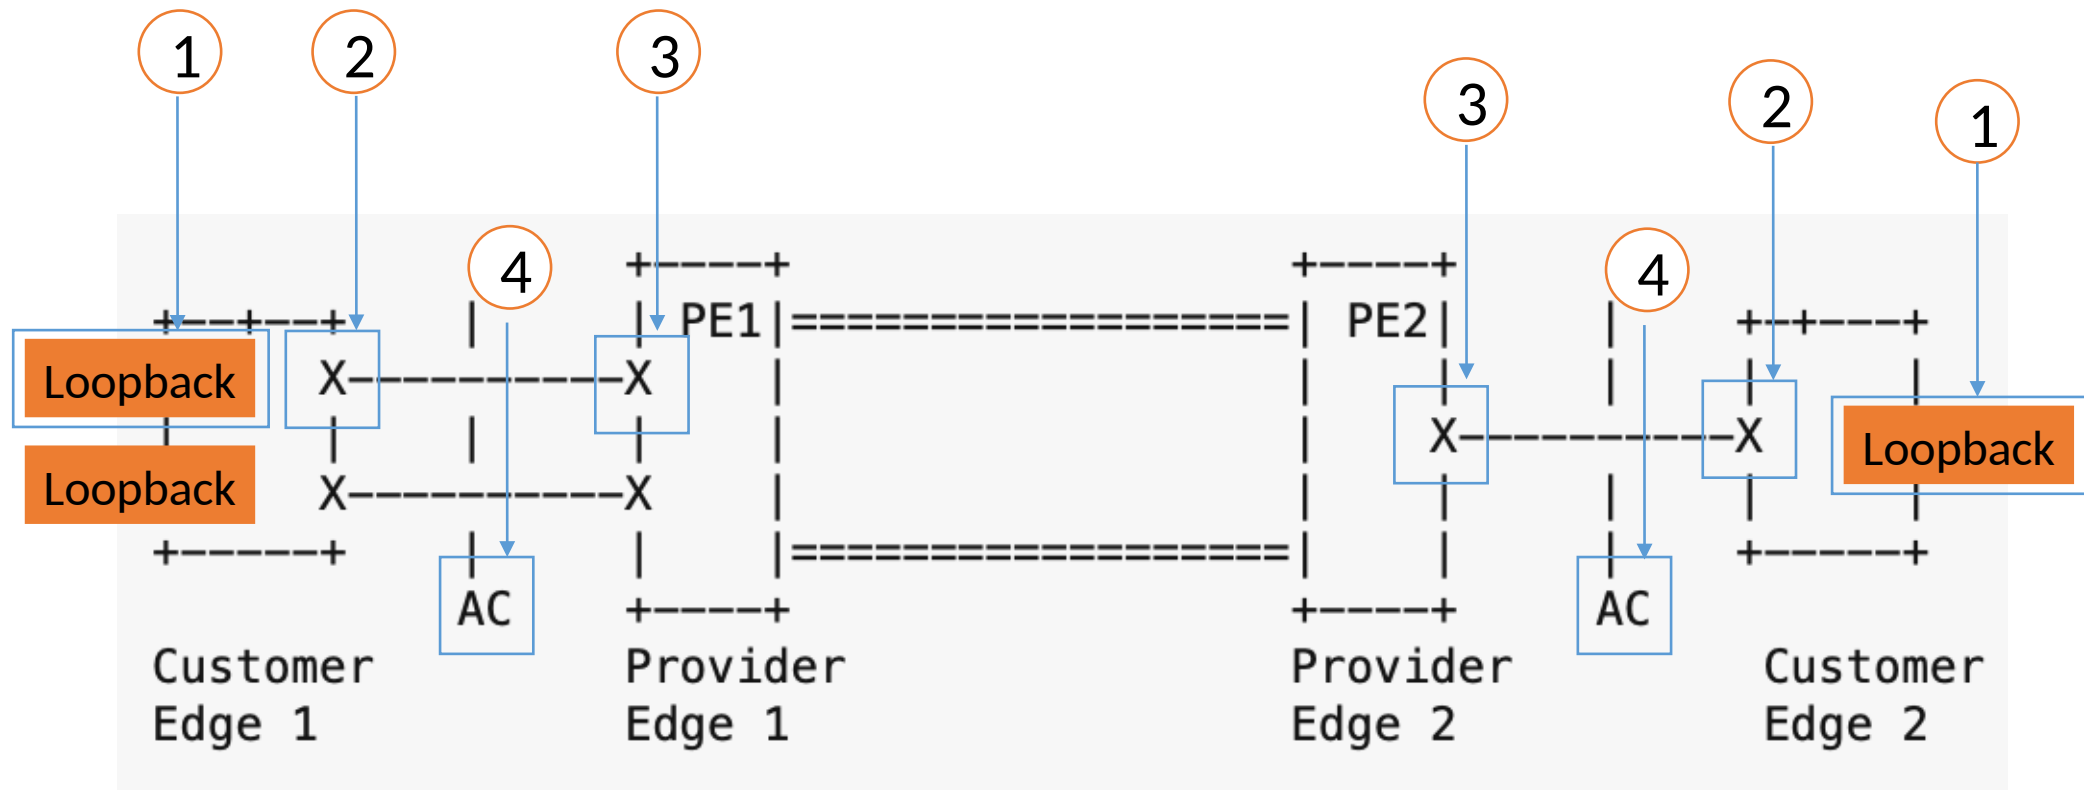 1 2 3 3 2 1
4 4
PE1 PE2
Loopback X X
X X Loopback
Loopback X X
AC AC
Customer Provider Provider Customer
Edge 1 Edge 1 Edge 2 Edge 2